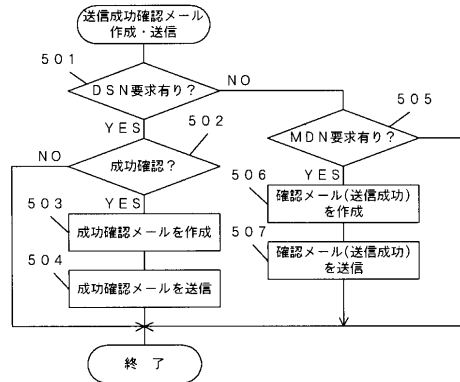 送信成功確認メール
作成・送信
501
DSN要求有り?
NO
YES
502
505
MDN要求有り?
NO
成功確認?
YES
YES
506
確認メール(送信成功)
を作成
503
成功確認メールを作成
507
確認メール(送信成功)
を送信
504
成功確認メールを送信
終 了